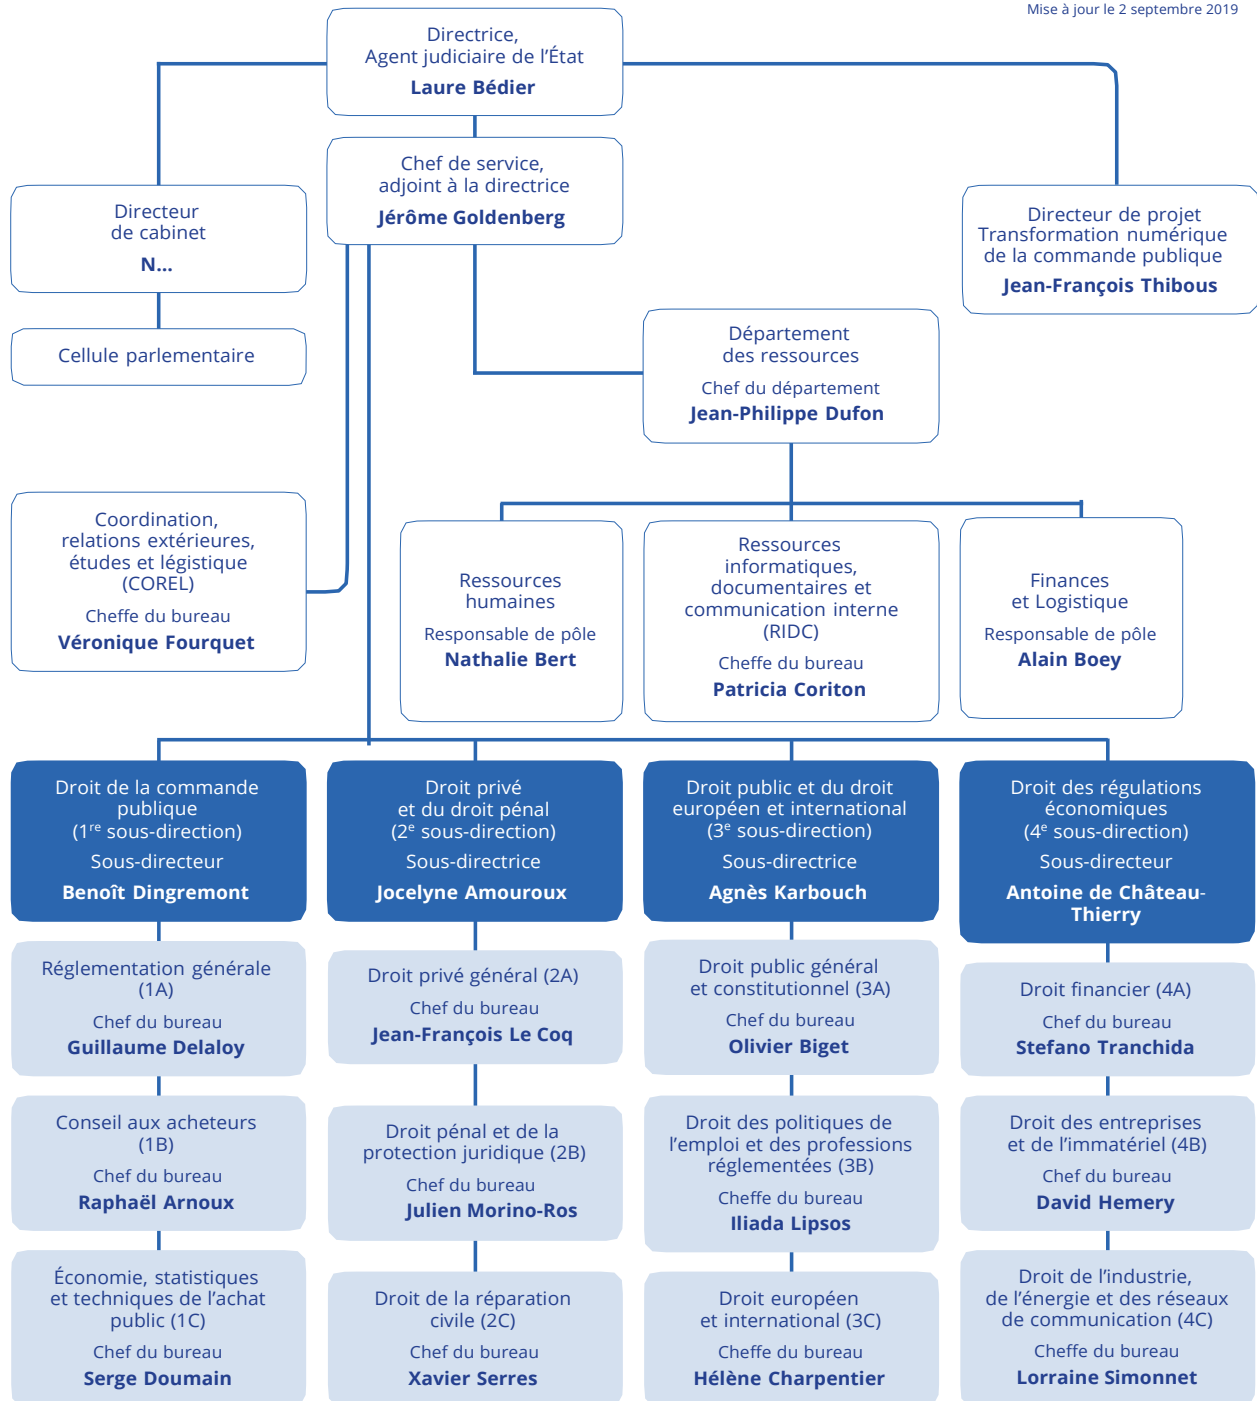 Mise à jour le 2 septembre 2019
Directrice,
Agent judiciaire de l’État
Laure Bédier
Chef de service,
adjoint à la directrice
Jérôme Goldenberg
Directeur
de cabinet
N...
Directeur de projet
Transformation numérique
de la commande publique
Jean-François Thibous
Cellule parlementaire
Département
des ressources
Chef du département
Jean-Philippe Dufon
Coordination,
relations extérieures,
études et légistique
(COREL)
Cheffe du bureau
Véronique Fourquet
Ressources
humaines
Responsable de pôle
Nathalie Bert
Ressources
informatiques,
documentaires et
communication interne
(RIDC)
Cheffe du bureau
Patricia Coriton
Finances
et Logistique
Responsable de pôle
Alain Boey
Droit de la commande
publique
(1re sous-direction)
Sous-directeur
Benoît Dingremont
Droit privé
et du droit pénal
(2e sous-direction)
Sous-directrice
Jocelyne Amouroux
Droit public et du droit
européen et international
(3e sous-direction)
Sous-directrice
Agnès Karbouch
Droit des régulations
économiques
(4e sous-direction)
Sous-directeur
Antoine de Château-
Thierry
Réglementation générale
(1A)
Chef du bureau
Guillaume Delaloy
Droit privé général (2A)
Chef du bureau
Jean-François Le Coq
Droit public général
et constitutionnel (3A)
Chef du bureau
Olivier Biget
Droit financier (4A)
Chef du bureau
Stefano Tranchida
Conseil aux acheteurs
(1B)
Chef du bureau
Raphaël Arnoux
Droit pénal et de la
protection juridique (2B)
Chef du bureau
Julien Morino-Ros
Droit des politiques de
l’emploi et des professions
réglementées (3B)
Cheffe du bureau
Iliada Lipsos
Droit des entreprises
et de l’immatériel (4B)
Chef du bureau
David Hemery
Économie, statistiques
et techniques de l’achat
public (1C)
Chef du bureau
Serge Doumain
Droit de la réparation
civile (2C)
Chef du bureau
Xavier Serres
Droit européen
et international (3C)
Cheffe du bureau
Hélène Charpentier
Droit de l’industrie,
de l’énergie et des réseaux
de communication (4C)
Cheffe du bureau
Lorraine Simonnet